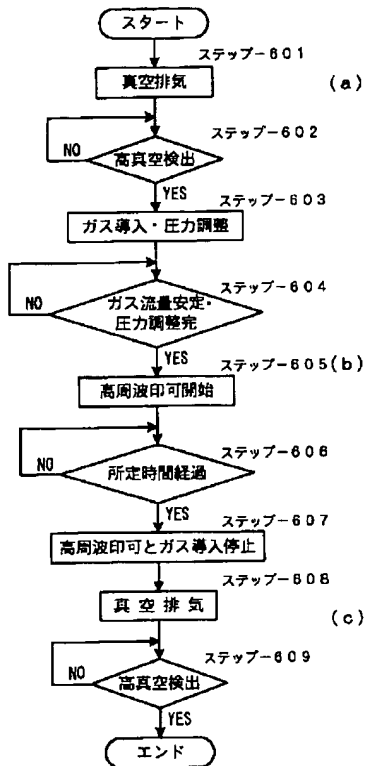 スタート
ステップ-601
真空排気
(a)
ステップ-602
高真空検出
NO
YES
ステップ-603
ガス導入・圧力調整
ステップ-604
ガス流量安定・
圧力調整完
NO
YES
ステップ-605(b)
高周波印可開始
ステップ-606
所定時間経過
NO
YES
ステップ-607
高周波印可とガス導入停止
ステップ-608
真空排気
(c)
ステップ-609
高真空検出
NO
YES
エンド